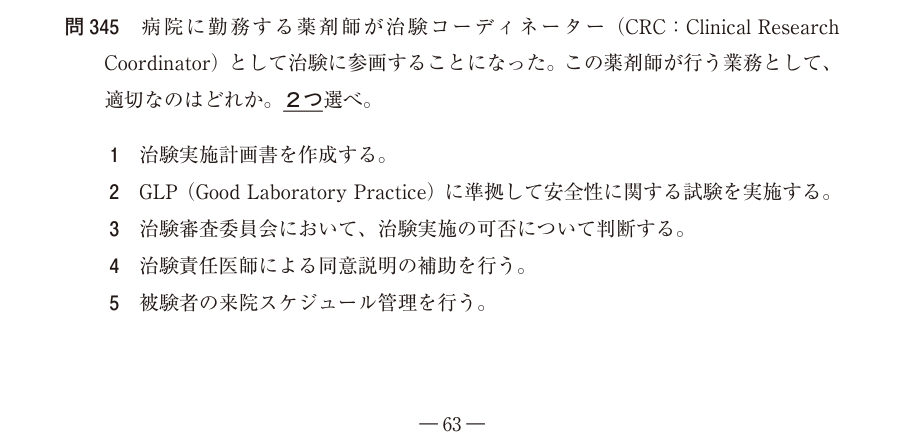 問 345　病院に勤務する薬剤師が治験コーディネーター（CRC：Clinical Research
Coordinator）として治験に参画することになった。この薬剤師が行う業務として、
適切なのはどれか。２つ選べ。
1　治験実施計画書を作成する。
2　GLP（Good Laboratory Practice）に準拠して安全性に関する試験を実施する。
3　治験審査委員会において、治験実施の可否について判断する。
4　治験責任医師による同意説明の補助を行う。
5　被験者の来院スケジュール管理を行う。
― 63 ―